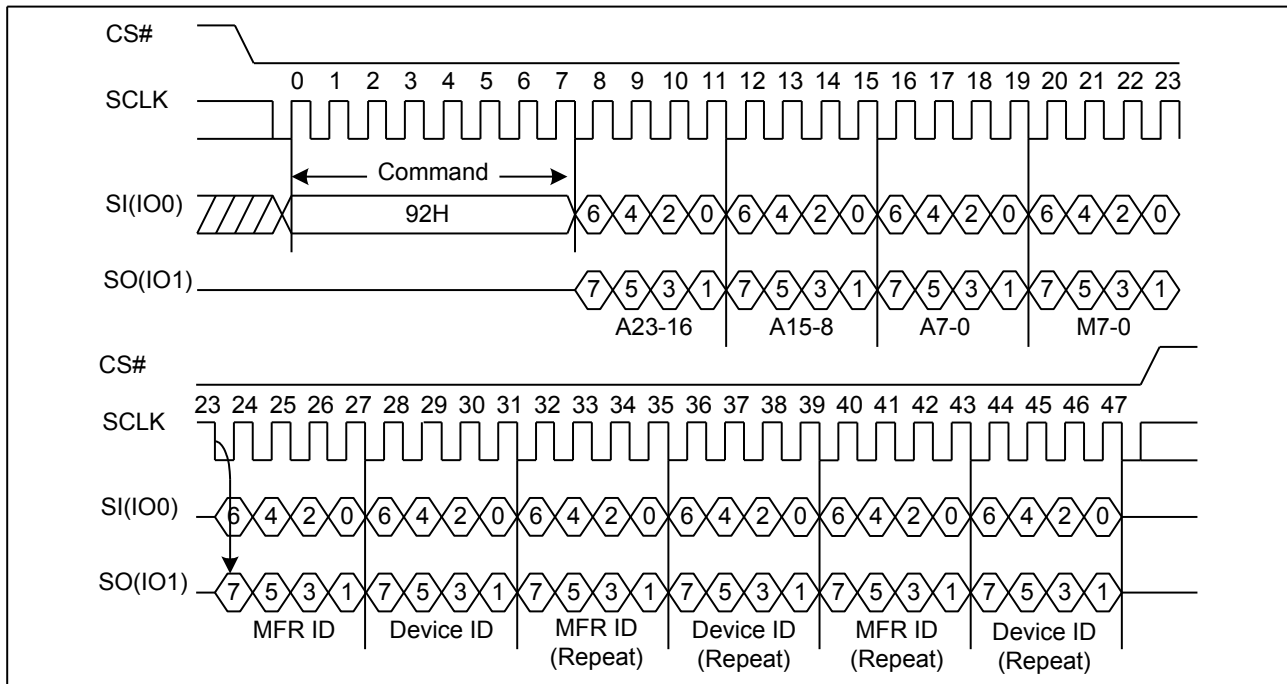 CS#
0 1 2 3 4 5 6 7 8 9 10 11 12 13 14 15 16 17 18 19 20 21 22 23
SCLK
Command
SI(IO0) 92H 6 4 2 0 6 4 2 0 6 4 2 0 6 4 2 0
SO(IO1) 7 5 3 1 7 5 3 1 7 5 3 1 7 5 3 1
A23-16 A15-8 A7-0 M7-0
CS#
23 24 25 26 27 28 29 30 31 32 33 34 35 36 37 38 39 40 41 42 43 44 45 46 47
SCLK
SI(IO0) 6 4 2 0 6 4 2 0 6 4 2 0 6 4 2 0 6 4 2 0 6 4 2 0
SO(IO1) 7 5 3 1 7 5 3 1 7 5 3 1 7 5 3 1 7 5 3 1 7 5 3 1
MFR ID Device ID MFR ID Device ID MFR ID Device ID
(Repeat) (Repeat) (Repeat) (Repeat)